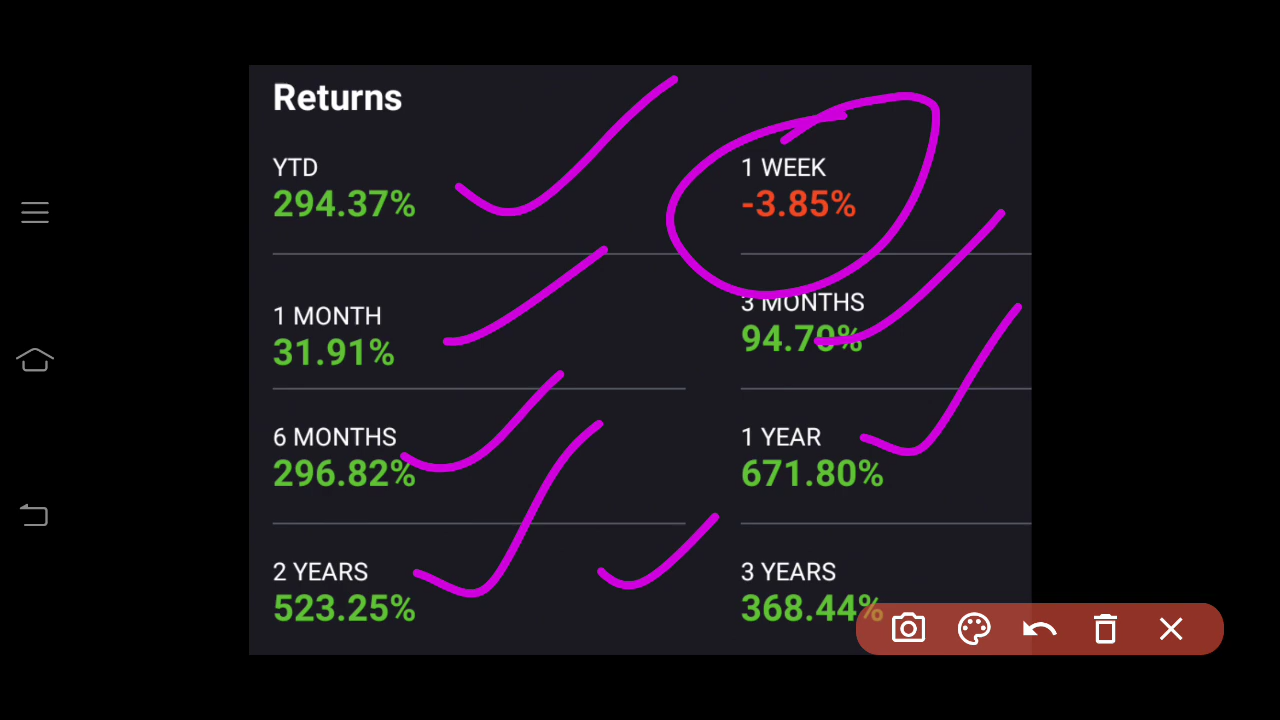 Returns
YTD
294.37%
1 WEEK
-3.85%
1 MONTH
31.91%
3 MONTHS
94.70%
6 MONTHS
296.82%
1 YEAR
671.80%
2 YEARS
523.25%
3 YEARS
368.44%